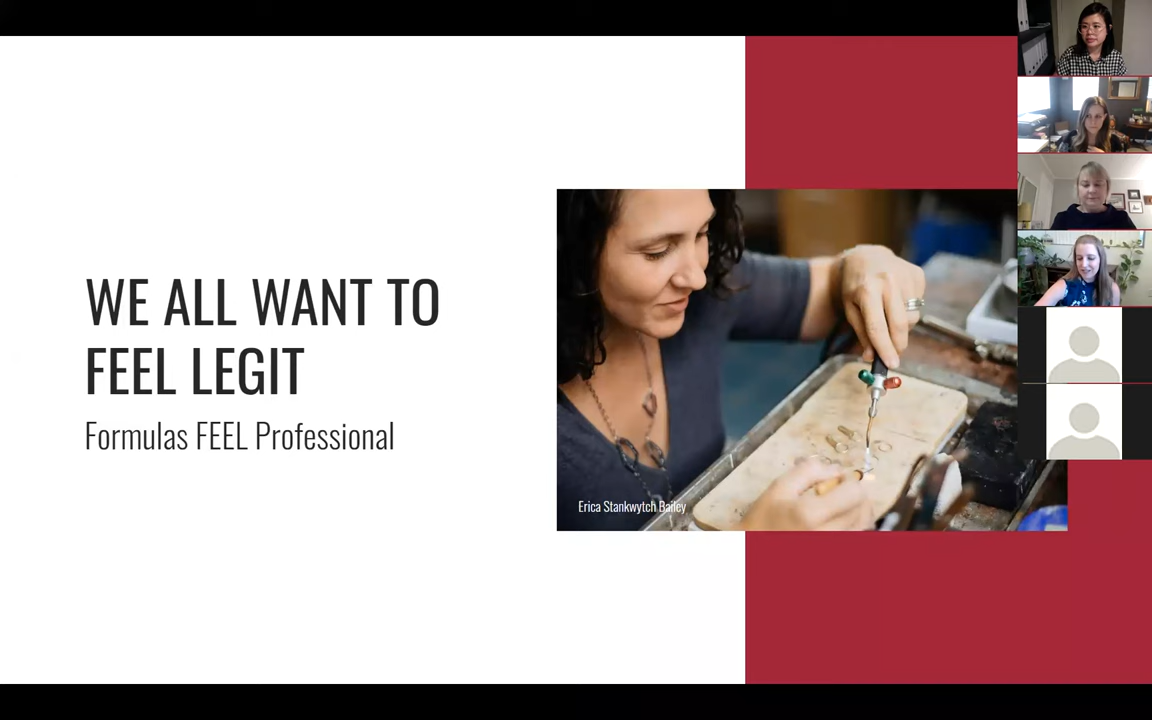 WE ALL WANT TO
FEEL LEGIT
Formulas FEEL Professional
Erica Stankwytch Bailey